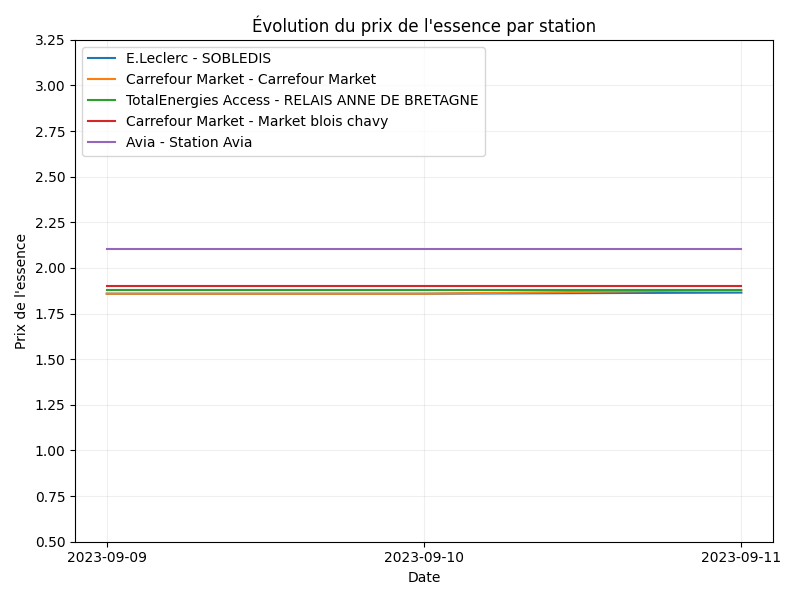 Évolution du prix de l'essence par station
3.25
3.00
2.75
2.50
2.25
2.00
1.75
1.50
1.25
1.00
0.75
0.50
Prix de l'essence
E.Leclerc - SOBLEDIS
Carrefour Market - Carrefour Market
TotalEnergies Access - RELAIS ANNE DE BRETAGNE
Carrefour Market - Market blois chavy
Avia - Station Avia
2023-09-09
2023-09-10
2023-09-11
Date